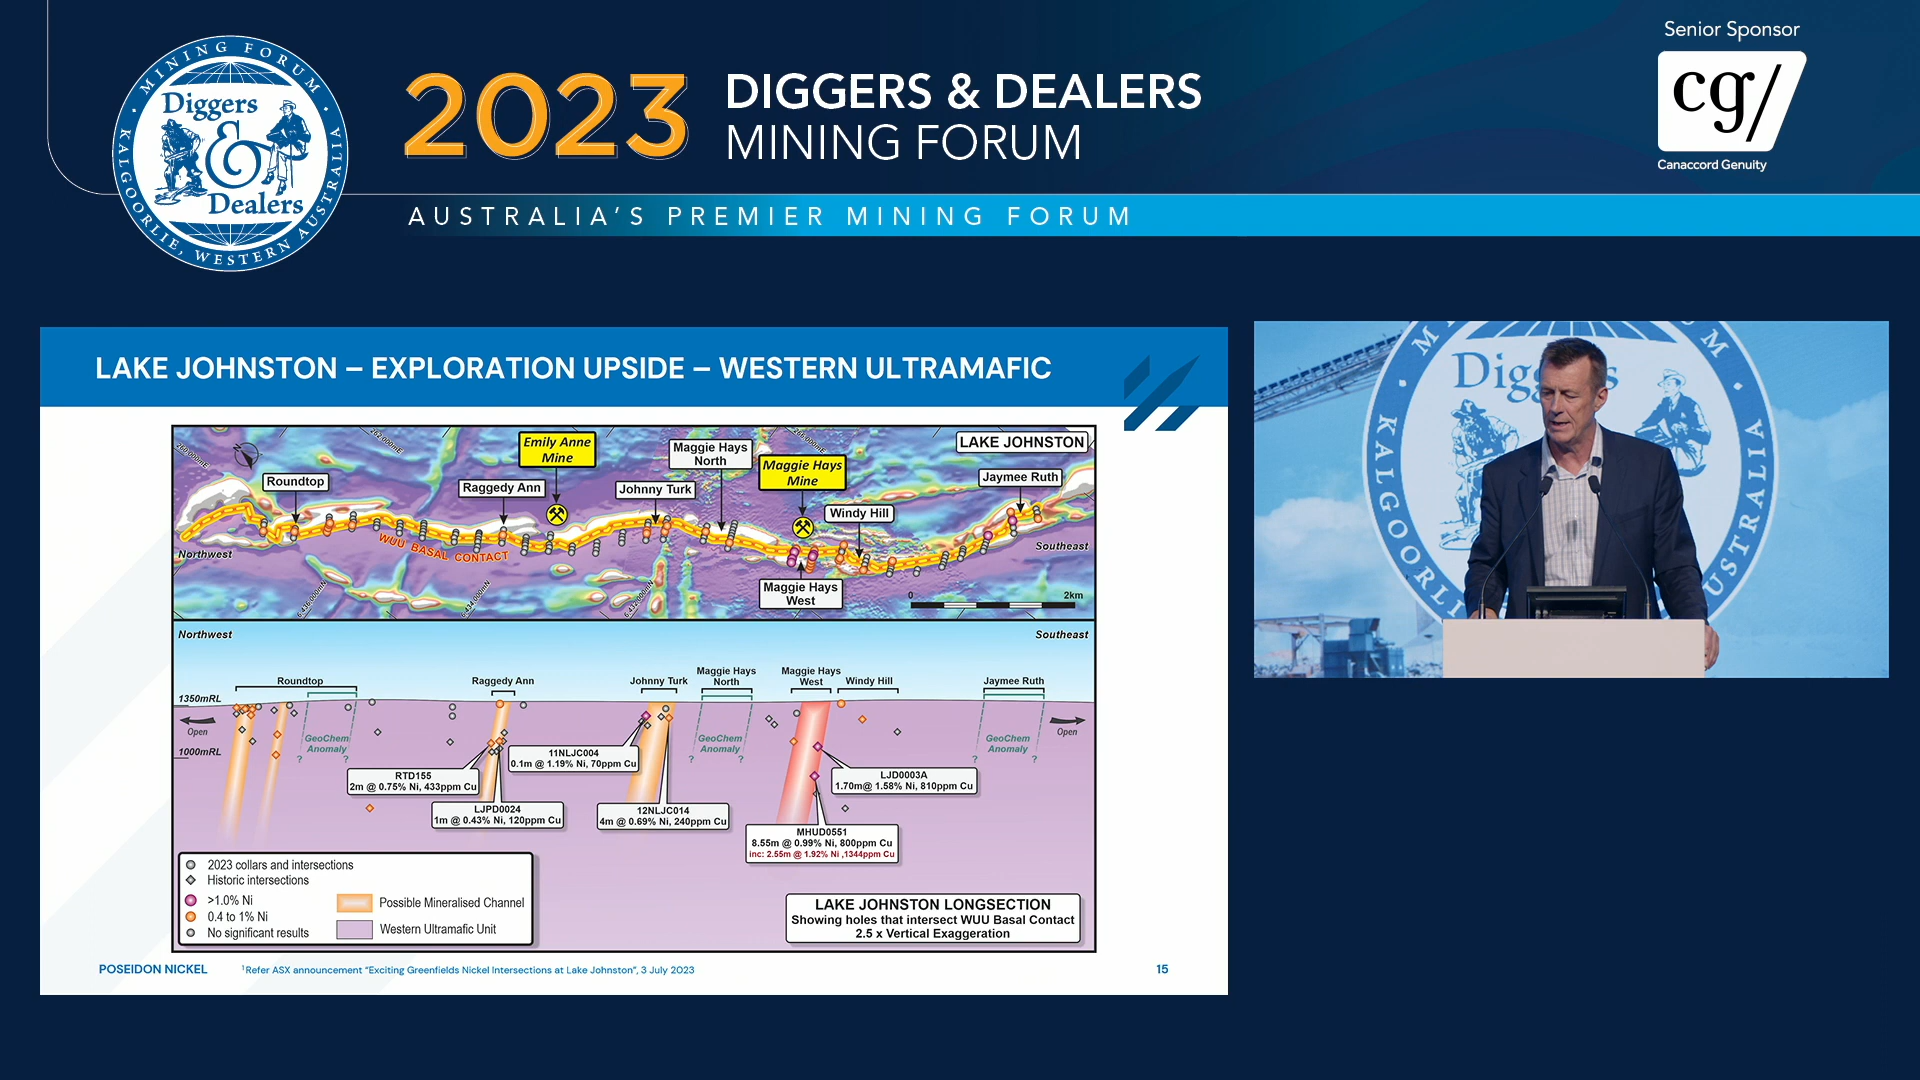 MINING FORUM
Diggers
&
Dealers
KALGOORLIE, WESTERN AUSTRALIA
2023
DIGGERS & DEALERS
MINING FORUM
AUSTRALIA'S PREMIER MINING FORUM
Senior Sponsor
cg/
Canaccord Genuity
LAKE JOHNSTON – EXPLORATION UPSIDE – WESTERN ULTRAMAFIC
LAKE JOHNSTON
Emily Anne
Mine
Maggie Hays
North
Maggie Hays
Mine
Jaymee Ruth
Roundtop
Raggedy Ann
Johnny Turk
Windy Hill
WUU BASAL CONTACT
Northwest
Southeast
Maggie Hays
West
0
2km
Northwest
Southeast
Roundtop
Raggedy Ann
Johnny Turk
Maggie Hays
North
Maggie Hays
West
Windy Hill
Jaymee Ruth
1350mRL
Open
1000mRL
GeoChem
Anomaly
? ?
GeoChem
Anomaly
? ?
GeoChem
Anomaly
? ?
Open
11NLJC004
0.1m @ 1.19% Ni, 70ppm Cu
RTD155
2m @ 0.75% Ni, 433ppm Cu
LJPD0024
1m @ 0.43% Ni, 120ppm Cu
12NLJC014
4m @ 0.69% Ni, 240ppm Cu
LJD0003A
1.70m@ 1.58% Ni, 810ppm Cu
MHUD0551
8.55m @ 0.99% Ni, 800ppm Cu
inc: 2.55m @ 1.92% Ni ,1344ppm Cu
2023 collars and intersections
Historic intersections
>1.0% Ni
0.4 to 1% Ni
No significant results
Possible Mineralised Channel
Western Ultramafic Unit
LAKE JOHNSTON LONGSECTION
Showing holes that intersect WUU Basal Contact
2.5 x Vertical Exaggeration
POSEIDON NICKEL
1 Refer ASX announcement "Exciting Greenfields Nickel Intersections at Lake Johnston", 3 July 2023
15